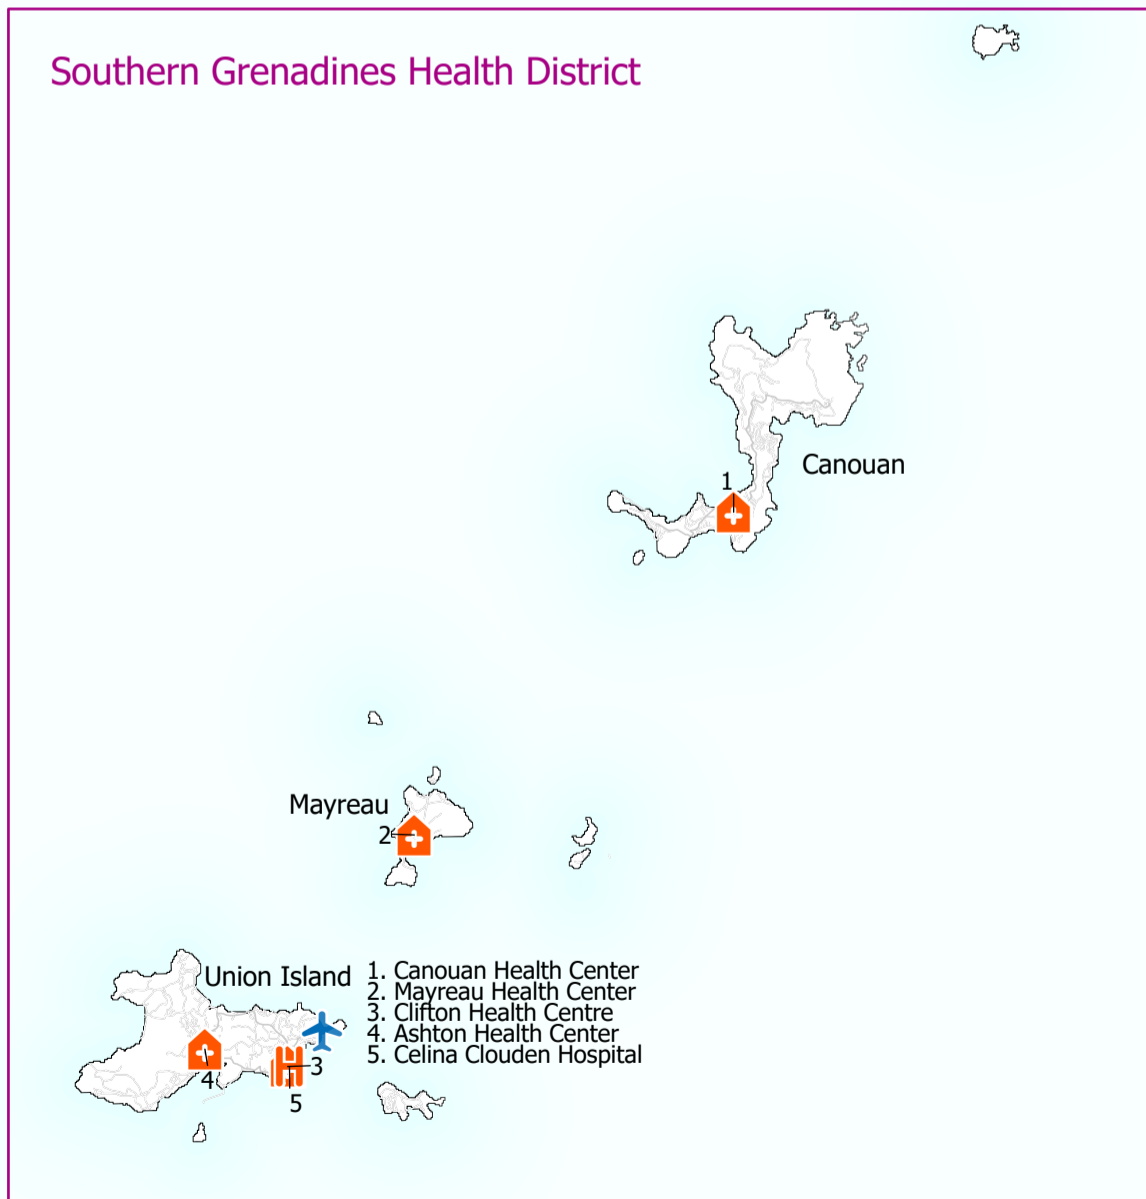 Southern Grenadines Health District
Canouan
1
Mayreau
2
Union Island
1. Canouan Health Center
2. Mayreau Health Center
3. Clifton Health Centre
4. Ashton Health Center
5. Celina Clouden Hospital
3
4
5